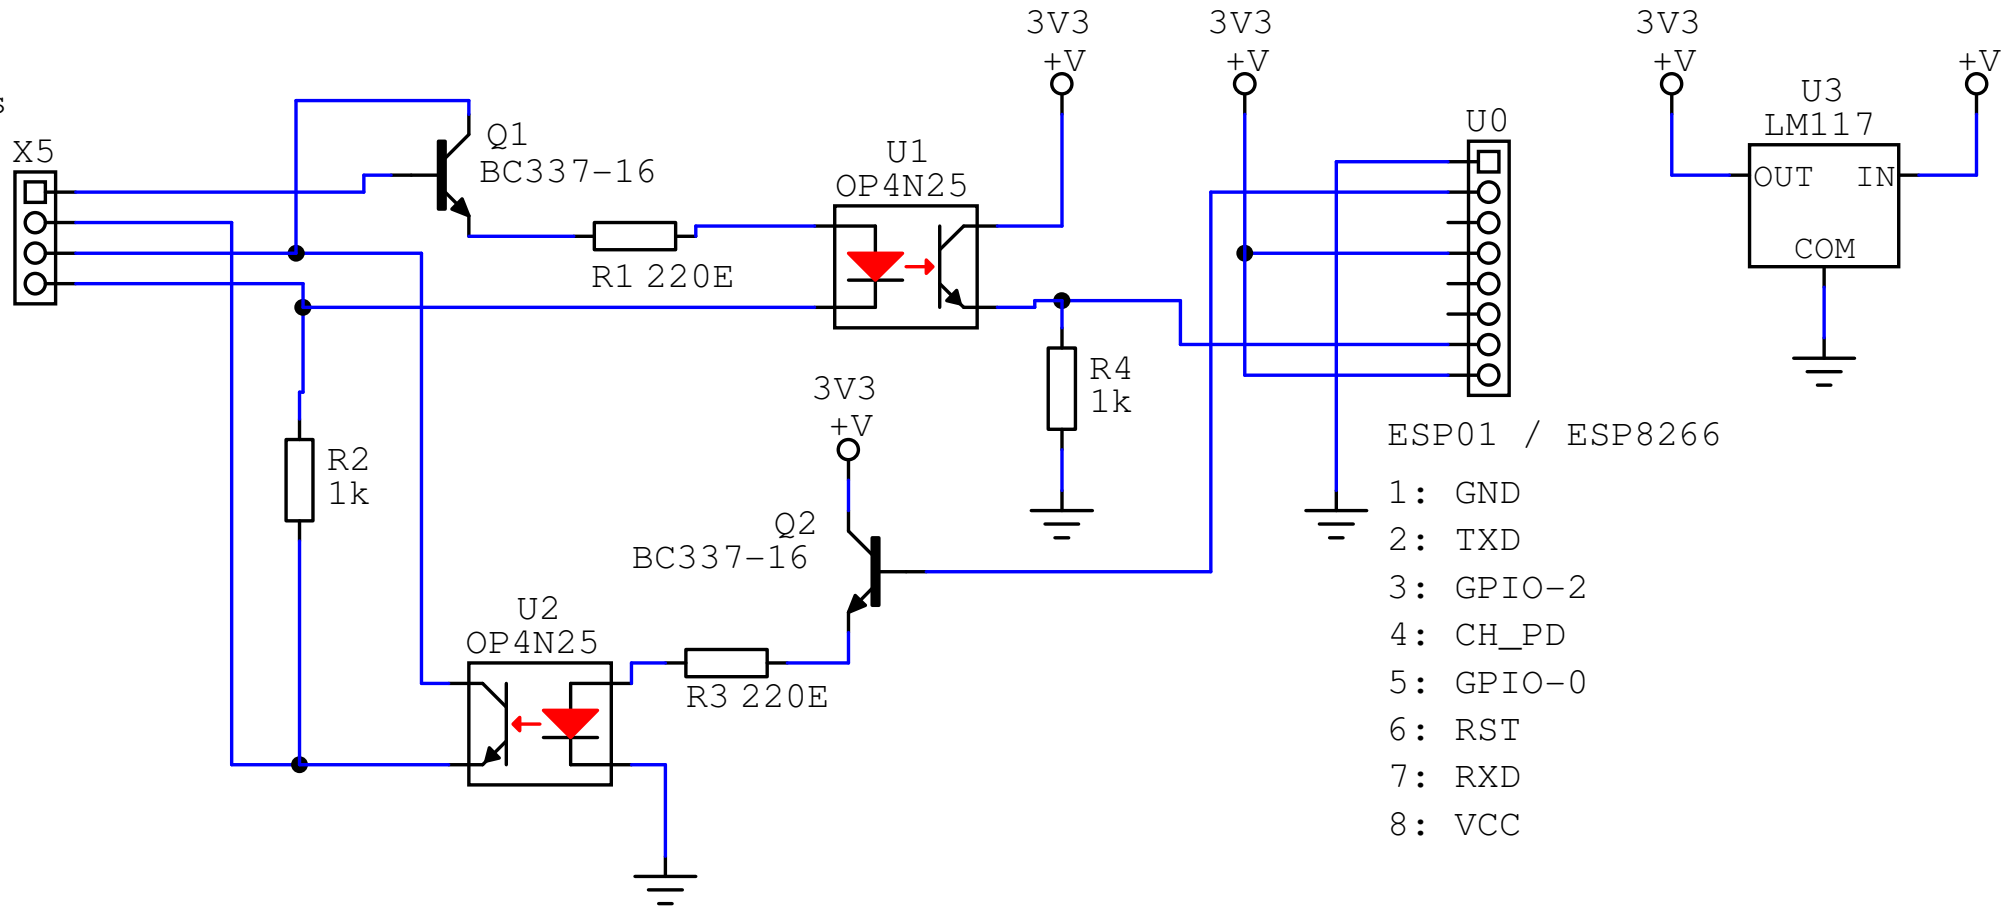 s
X5
Q1
BC337-16
R1 220E
U1
OP4N25
3V3
+V
3V3
+V
U0
3V3
+V
U3
LM117
OUT IN
COM
+V
R2
1k
R4
1k
3V3
+V
Q2
BC337-16
U2
OP4N25
R3 220E
ESP01 / ESP8266
1: GND
2: TXD
3: GPIO-2
4: CH_PD
5: GPIO-0
6: RST
7: RXD
8: VCC